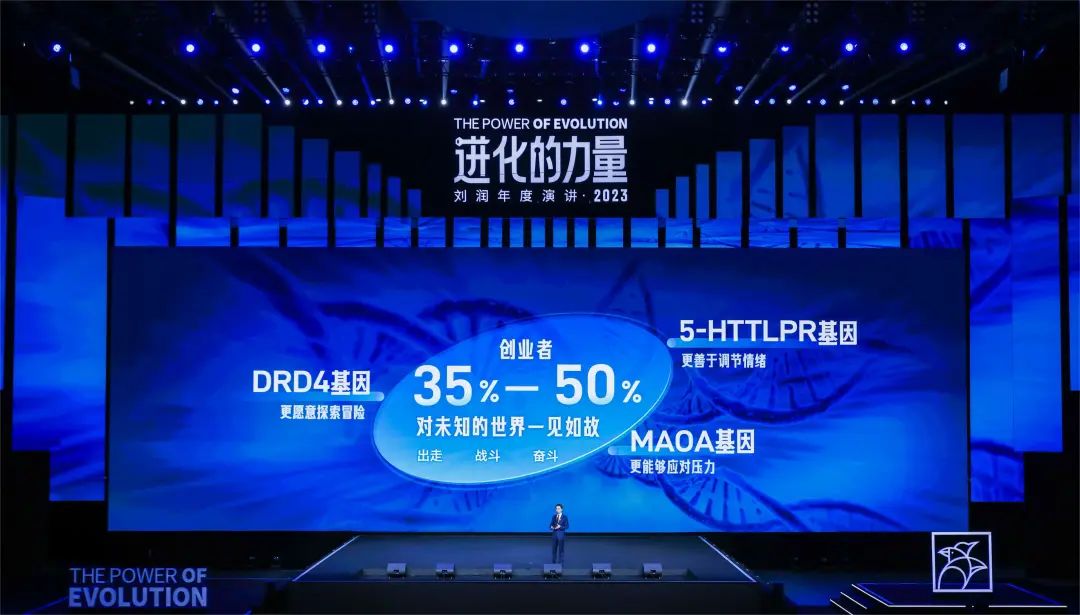 THE POWER OF EVOLUTION
进化的力量
刘润年度演讲·2023
创业者
35%—50%
对未知的世界一见如故
出走 战斗 奋斗
DRD4基因
更愿意探索冒险
5-HTTLPR基因
更善于调节情绪
MAOA基因
更能够应对压力
THE POWER OF
EVOLUTION